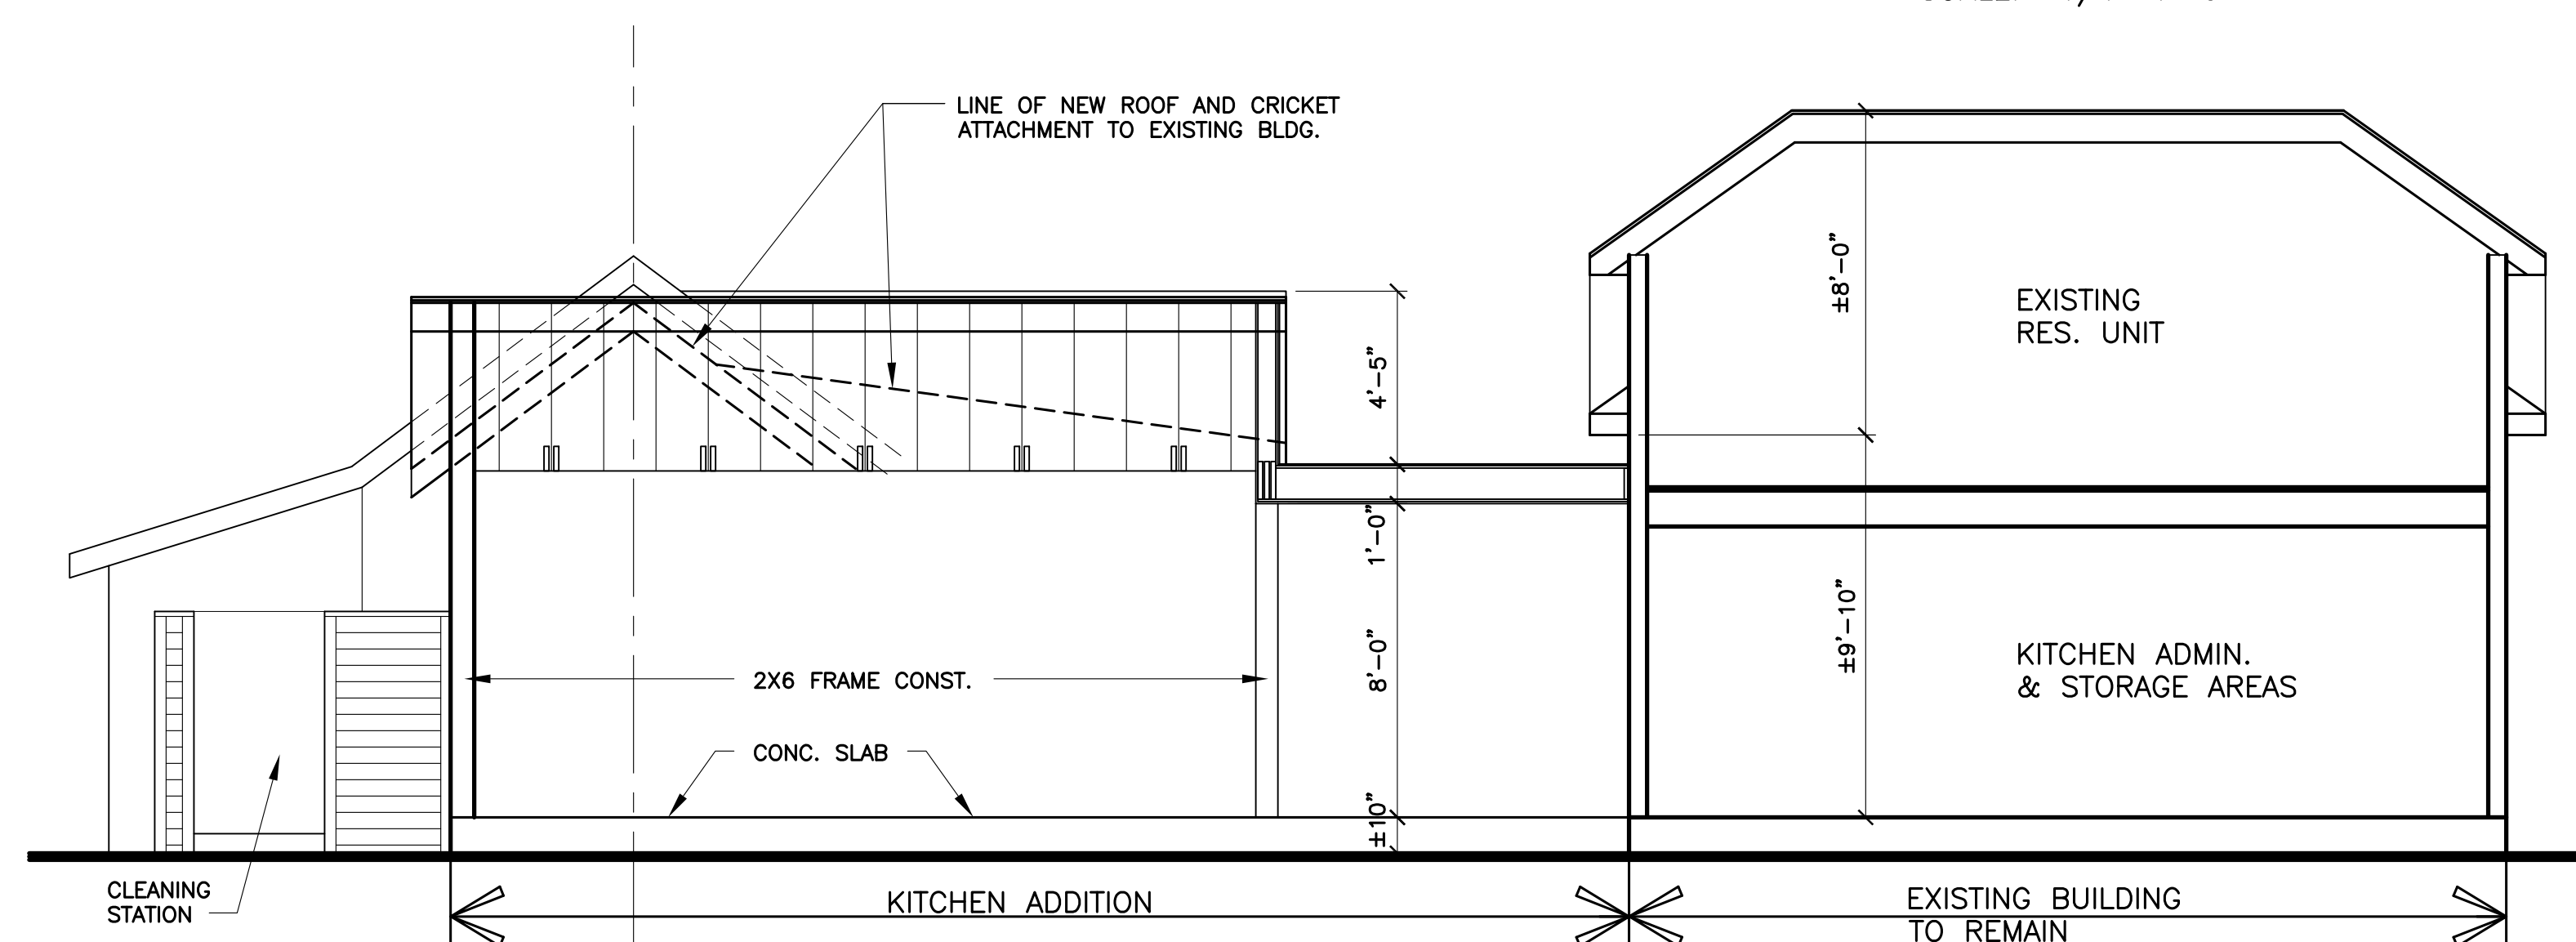 LINE OF NEW ROOF AND CRICKET
ATTACHMENT TO EXISTING BLDG.
±8'-0"
EXISTING
RES. UNIT
4'-5"
1'-0"
8'-0"
±10"
±9'-10"
KITCHEN ADMIN.
& STORAGE AREAS
2X6 FRAME CONST.
CONC. SLAB
CLEANING
STATION
KITCHEN ADDITION
EXISTING BUILDING
TO REMAIN